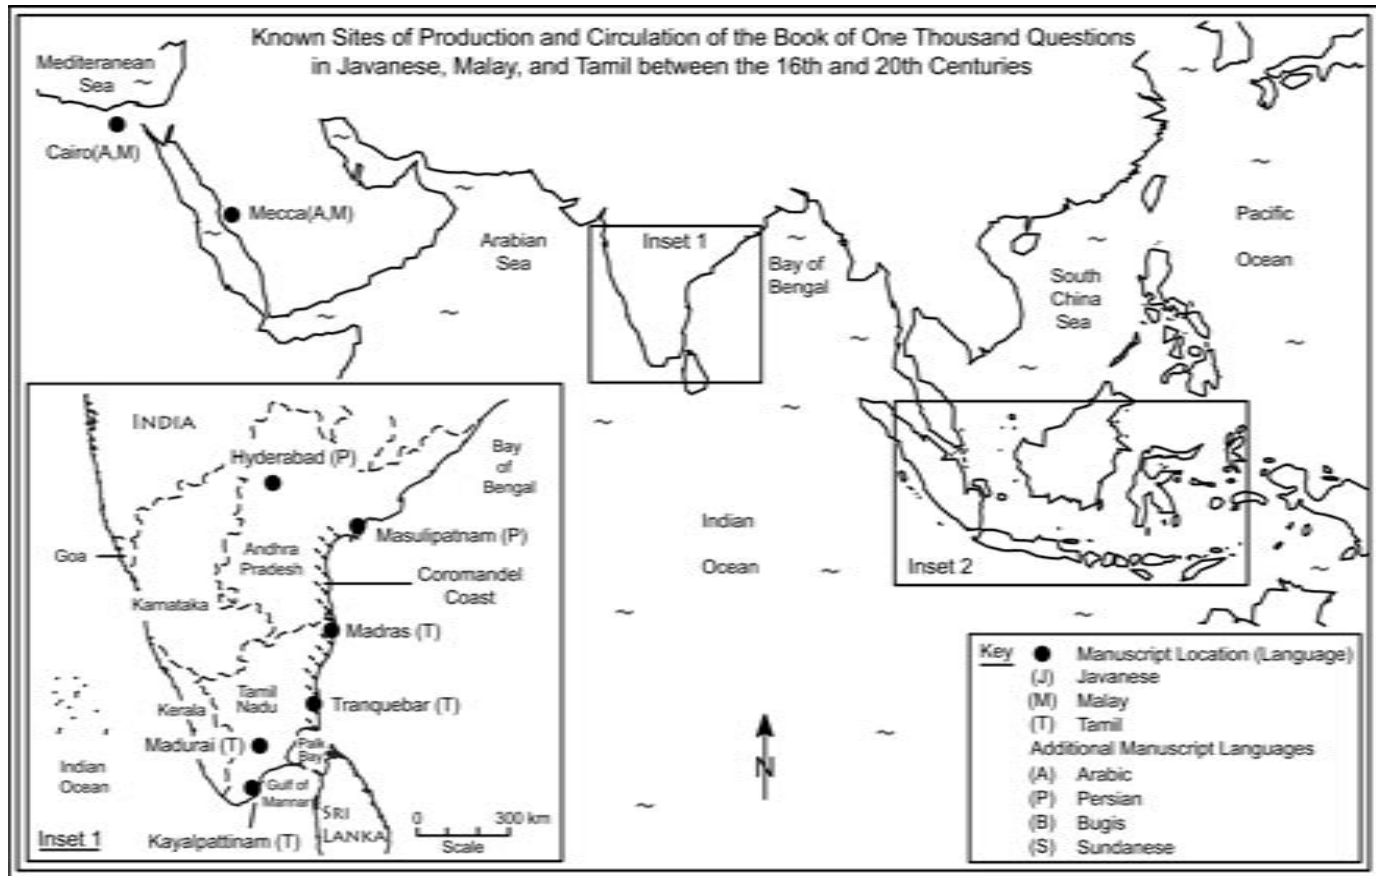 Known Sites of Production and Circulation of the Book of One Thousand Questions
in Javanese, Malay, and Tamil between the 16th and 20th Centuries
Mediteranean
Sea
Cairo(A,M)
Mecca(A,M)
Arabian
Sea
Inset 1
Bay of
Bengal
South
China
Sea
Pacific
Ocean
Indian
Ocean
Inset 2
N
INDIA
Hyderabad (P)
Bay
of
Bengal
Masulipatnam (P)
Goa
Andhra
Pradesh
Coromandel
Coast
Karnataka
Madras (T)
Tamil
Nadu
Kerala
Tranquebar (T)
Madurai (T)
Palk
Bay
Indian
Ocean
Gulf of
Mannar
SRI
LANKA
Kayalpattinam (T)
0 300 km
Scale
Inset 1
Key
Manuscript Location (Language)
(J) Javanese
(M) Malay
(T) Tamil
Additional Manuscript Languages
(A) Arabic
(P) Persian
(B) Bugis
(S) Sundanese